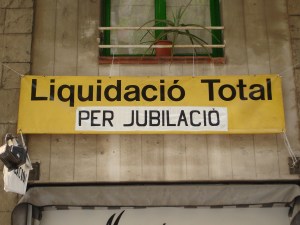 Liquidació Total
PER JUBILACIÓ